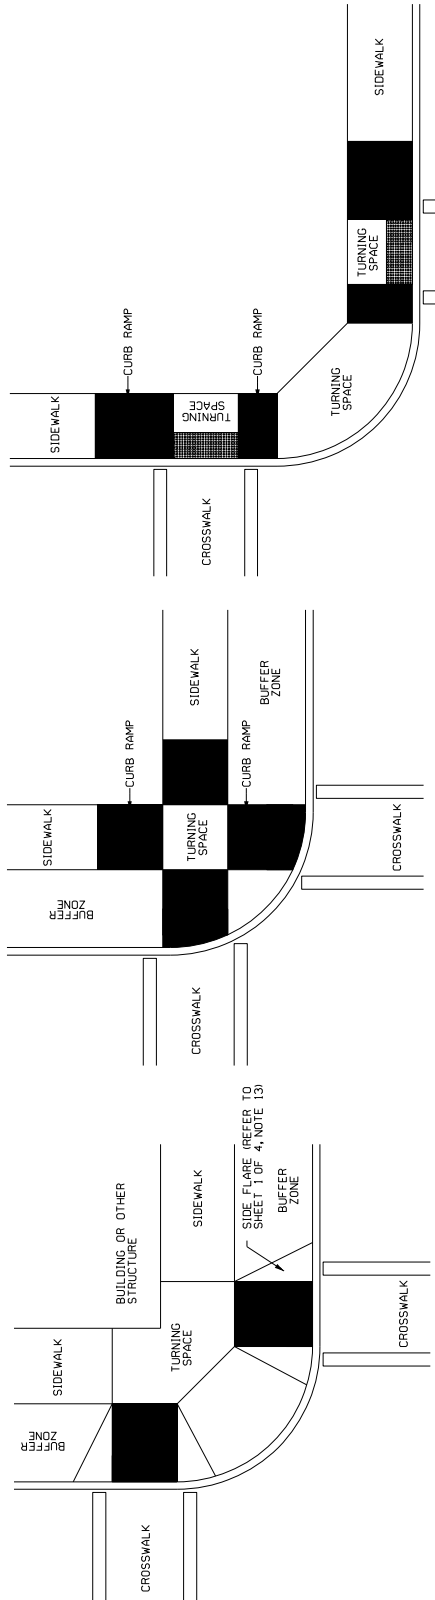 SIDEWALK
TURNING
SPACE
CURB RAMP
CURB RAMP
SIDEWALK
TURNING
SPACE
TURNING
SPACE
CROSSWALK
SIDEWALK
BUFFER
ZONE
CURB RAMP
CURB RAMP
SIDEWALK
TURNING
SPACE
CROSSWALK
BUFFER
ZONE
CROSSWALK
SIDE FLARE (REFER TO
SHEET 1 OF 4, NOTE 13)
SIDEWALK
BUFFER
ZONE
BUILDING OR OTHER
STRUCTURE
CROSSWALK
TURNING
SPACE
SIDEWALK
BUFFER
ZONE
CROSSWALK